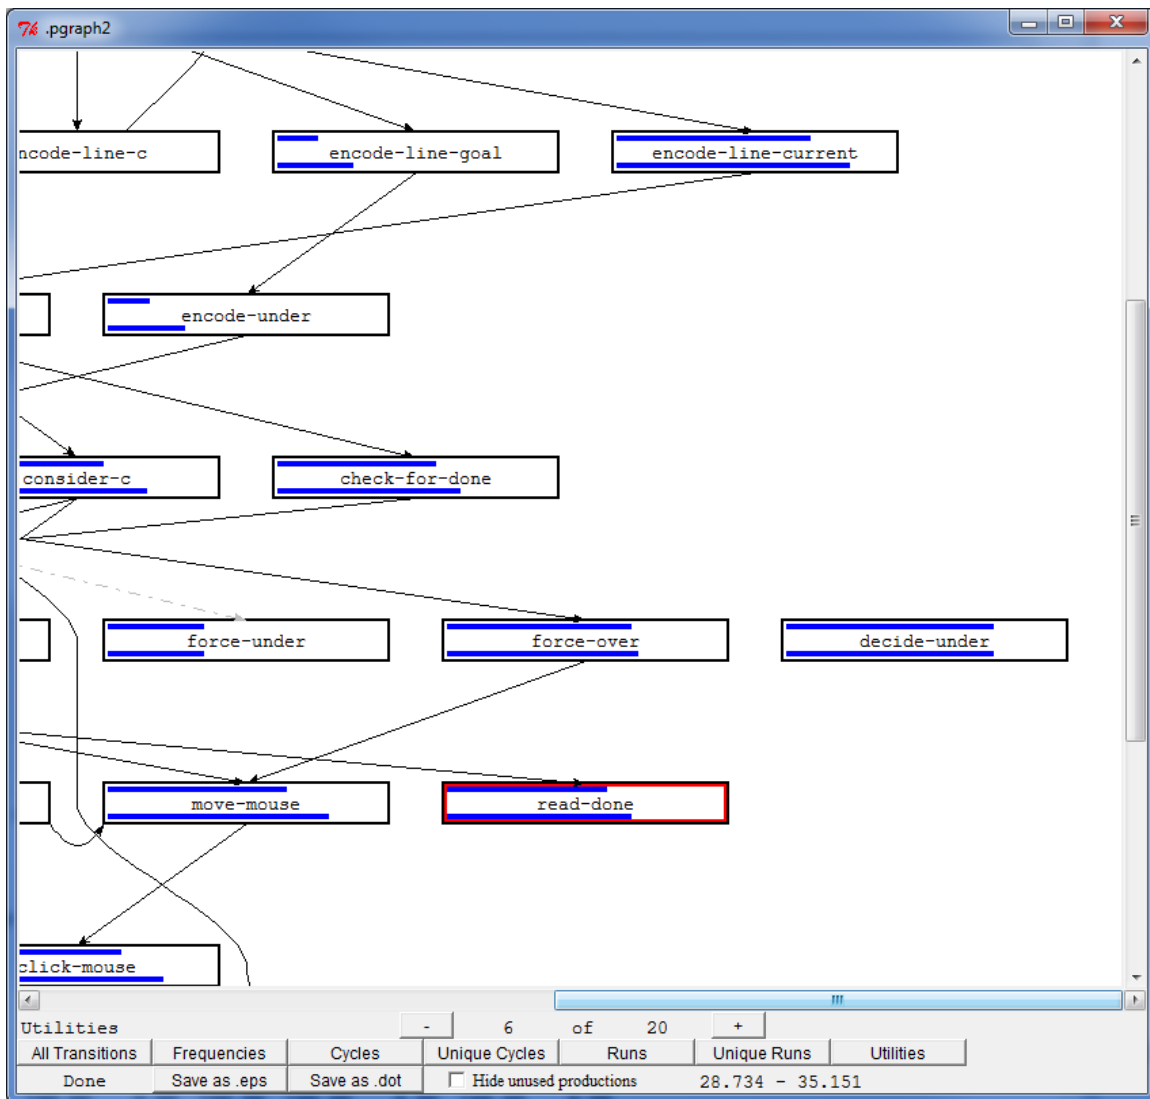 .pgraph2
ncode-line-c encode-line-goal encode-line-current
encode-under
consider-c check-for-done
force-under force-over decide-under
move-mouse read-done
click-mouse
Utilities - 6 of 20 +
All Transitions Frequencies Cycles Unique Cycles Runs Unique Runs Utilities
Done Save as .eps Save as .dot Hide unused productions 28.734 - 35.151